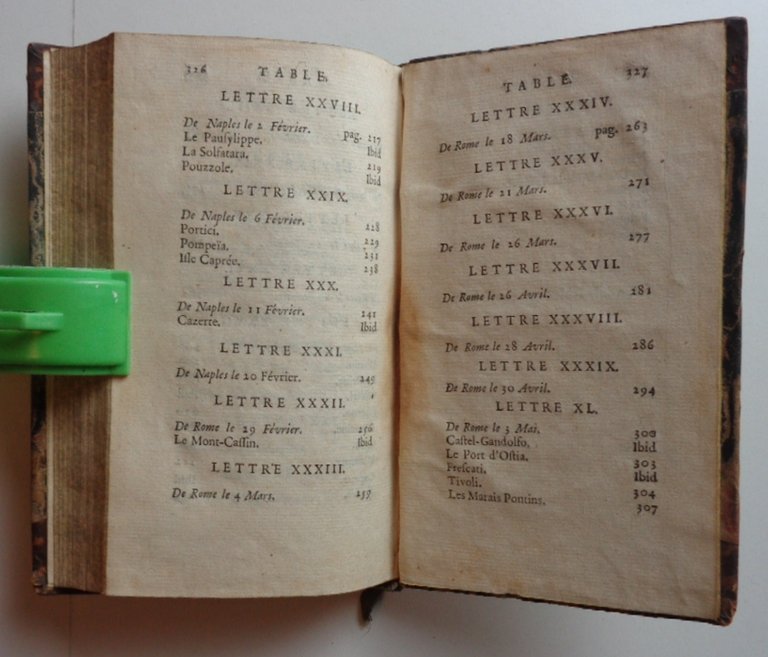 326 TABLE.
LETTRE XXVIII.
De Naples le 2 Février. pag. 217
Le Pauſylippe. Ibid
La Solfatara. 219
Pouzzole. Ibid
LETTRE XXIX.
De Naples le 6 Février. 228
Portici. 229
Pompeïa. 231
Iſle Caprée. 238
LETTRE XXX.
De Naples le 11 Février. 241
Cazerte. Ibid
LETTRE XXXI.
De Naples le 20 Février. 249
LETTRE XXXII.
De Rome le 29 Février. 256
Le Mont-Caſſin. Ibid
LETTRE XXXIII.
De Rome le 4 Mars. 259
TABLE. 327
LETTRE XXXIV.
De Rome le 18 Mars. pag. 263
LETTRE XXXV.
De Rome le 21 Mars. 271
LETTRE XXXVI.
De Rome le 26 Mars. 277
LETTRE XXXVII.
De Rome le 26 Avril. 281
LETTRE XXXVIII.
De Rome le 28 Avril. 286
LETTRE XXXIX.
De Rome le 30 Avril. 294
LETTRE XL.
De Rome le 3 Mai. 300
Caſtel-Gandolfo. Ibid
Le Port d'Oſtia. 303
Freſcati. Ibid
Tivoli. 304
Les Marais Pontins. 307